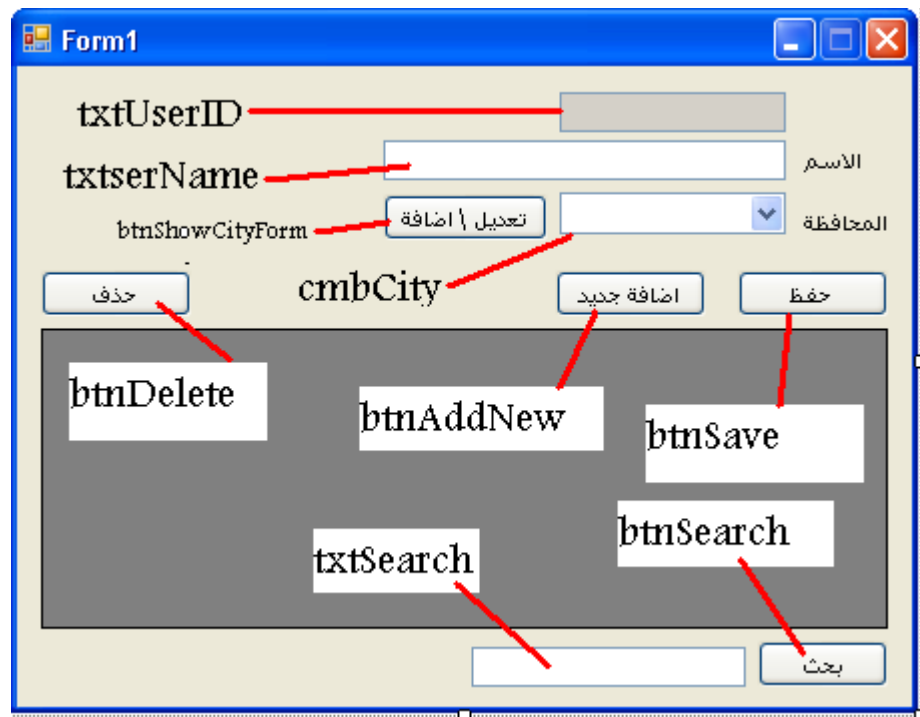 Form1
txtUserID
txtserName
الاسم
btnShowCityForm
تعديل \ اضافة
المحافظة
cmbCity
حفظ
اضافة جديد
حذف
btnDelete
btnAddNew
btnSave
btnSearch
txtSearch
بحث